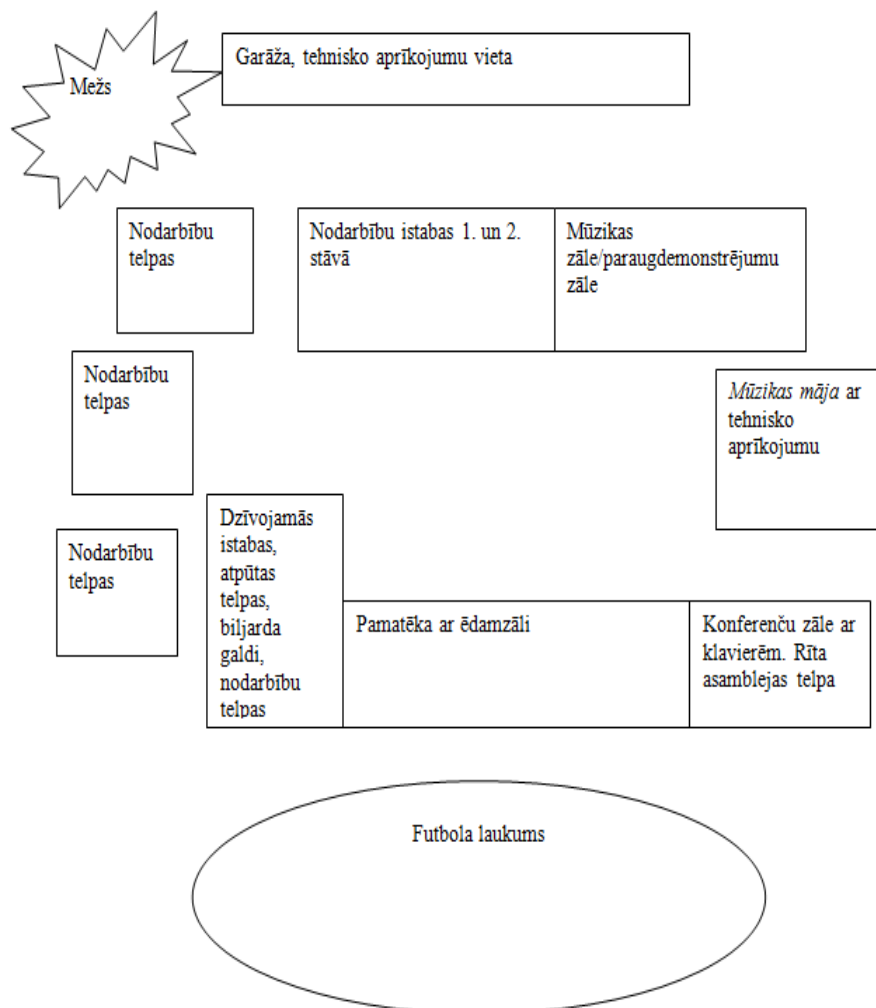 Garāža, tehnisko aprīkojumu vieta
Mežs
Nodarbību
telpas
Nodarbību istabas 1. un 2.
stāvā
Mūzikas
zāle/paraugdemonstrējumu
zāle
Nodarbību
telpas
Mūzikas māja ar
tehnisko
aprīkojumu
Dzīvojamās
istabas,
atpūtas
telpas,
biljarda
galdi,
nodarbību
telpas
Nodarbību
telpas
Pamatēka ar ēdamzāli
Konferenču zāle ar
klavierēm. Rīta
asamblejas telpa
Futbola laukums